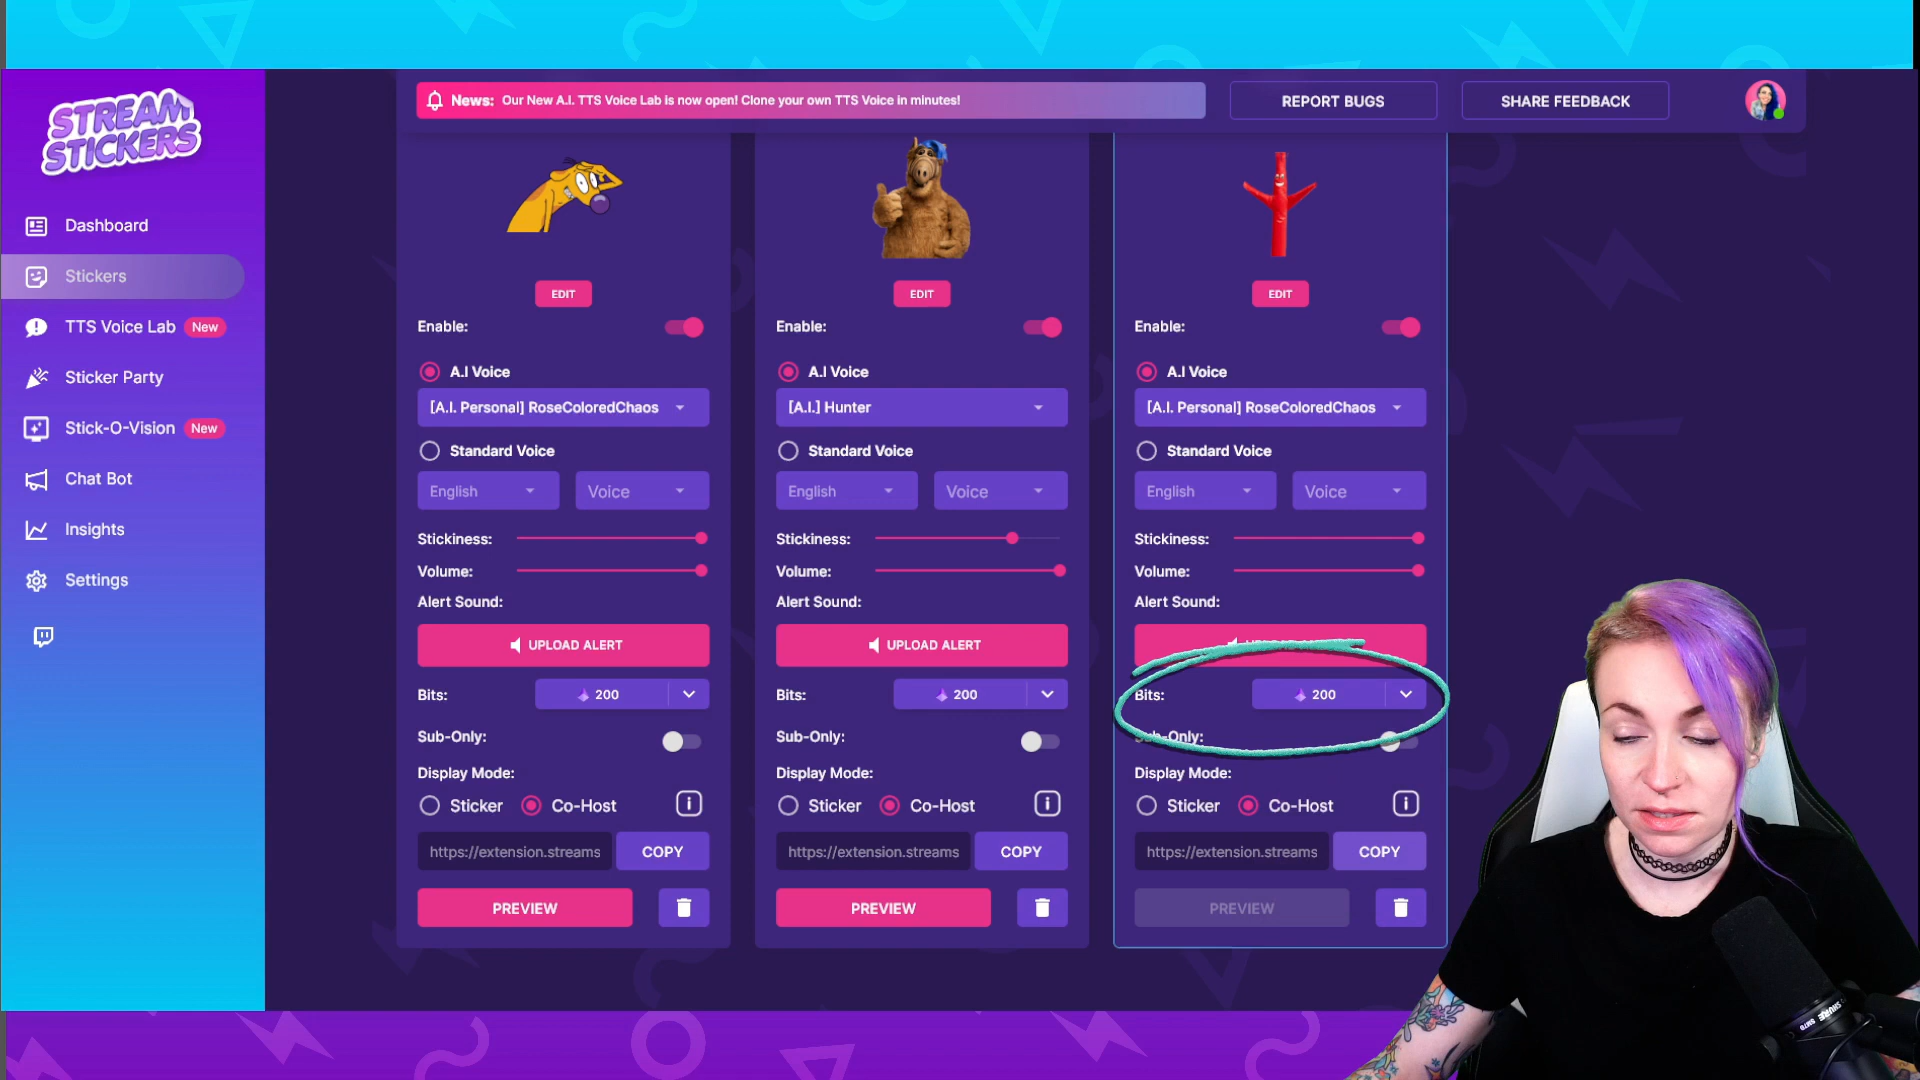 STREAM
STICKERS
News: Our New A.I. TTS Voice Lab is now open! Clone your own TTS Voice in minutes!
REPORT BUGS
SHARE FEEDBACK
Dashboard
Stickers
TTS Voice Lab New
Sticker Party
Stick-O-Vision New
Chat Bot
Insights
Settings
EDIT
Enable:
A.I Voice
[A.I. Personal] RoseColoredChaos
Standard Voice
English Voice
Stickiness:
Volume:
Alert Sound:
UPLOAD ALERT
Bits: 200
Sub-Only:
Display Mode:
Sticker Co-Host
https://extension.streams COPY
PREVIEW
EDIT
Enable:
A.I Voice
[A.I.] Hunter
Standard Voice
English Voice
Stickiness:
Volume:
Alert Sound:
UPLOAD ALERT
Bits: 200
Sub-Only:
Display Mode:
Sticker Co-Host
https://extension.streams COPY
PREVIEW
EDIT
Enable:
A.I Voice
[A.I. Personal] RoseColoredChaos
Standard Voice
English Voice
Stickiness:
Volume:
Alert Sound:
Bits: 200
Sub-Only:
Display Mode:
Sticker Co-Host
https://extension.streams COPY
PREVIEW
SHURE
SM7B